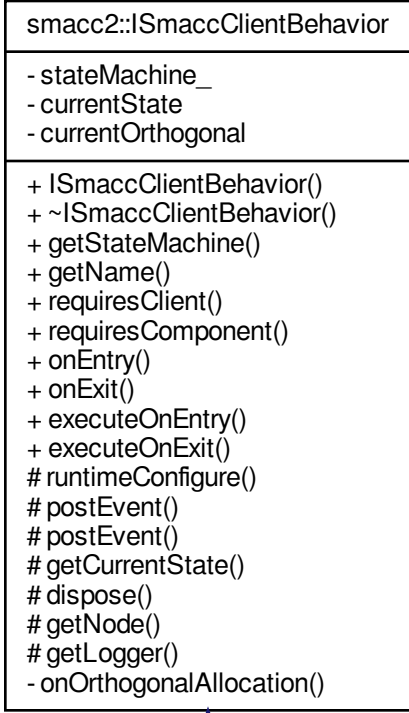 smacc2::ISmaccClientBehavior
- stateMachine_
- currentState
- currentOrthogonal
+ ISmaccClientBehavior()
+ ~ISmaccClientBehavior()
+ getStateMachine()
+ getName()
+ requiresClient()
+ requiresComponent()
+ onEntry()
+ onExit()
+ executeOnEntry()
+ executeOnExit()
# runtimeConfigure()
# postEvent()
# postEvent()
# getCurrentState()
# dispose()
# getNode()
# getLogger()
- onOrthogonalAllocation()